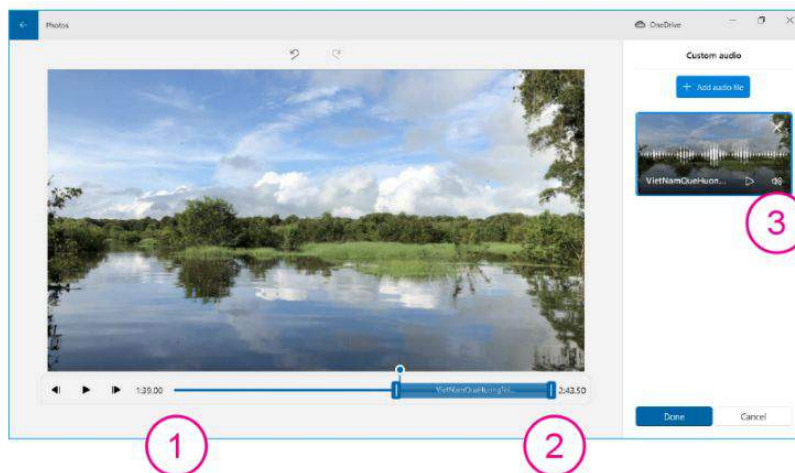 Photos
OneDrive
Custom audio
Add audio file
VietNamQueHuon...
3
1:39.00
VietNamQueHuongToi...
2:43.50
Done
Cancel
1
2